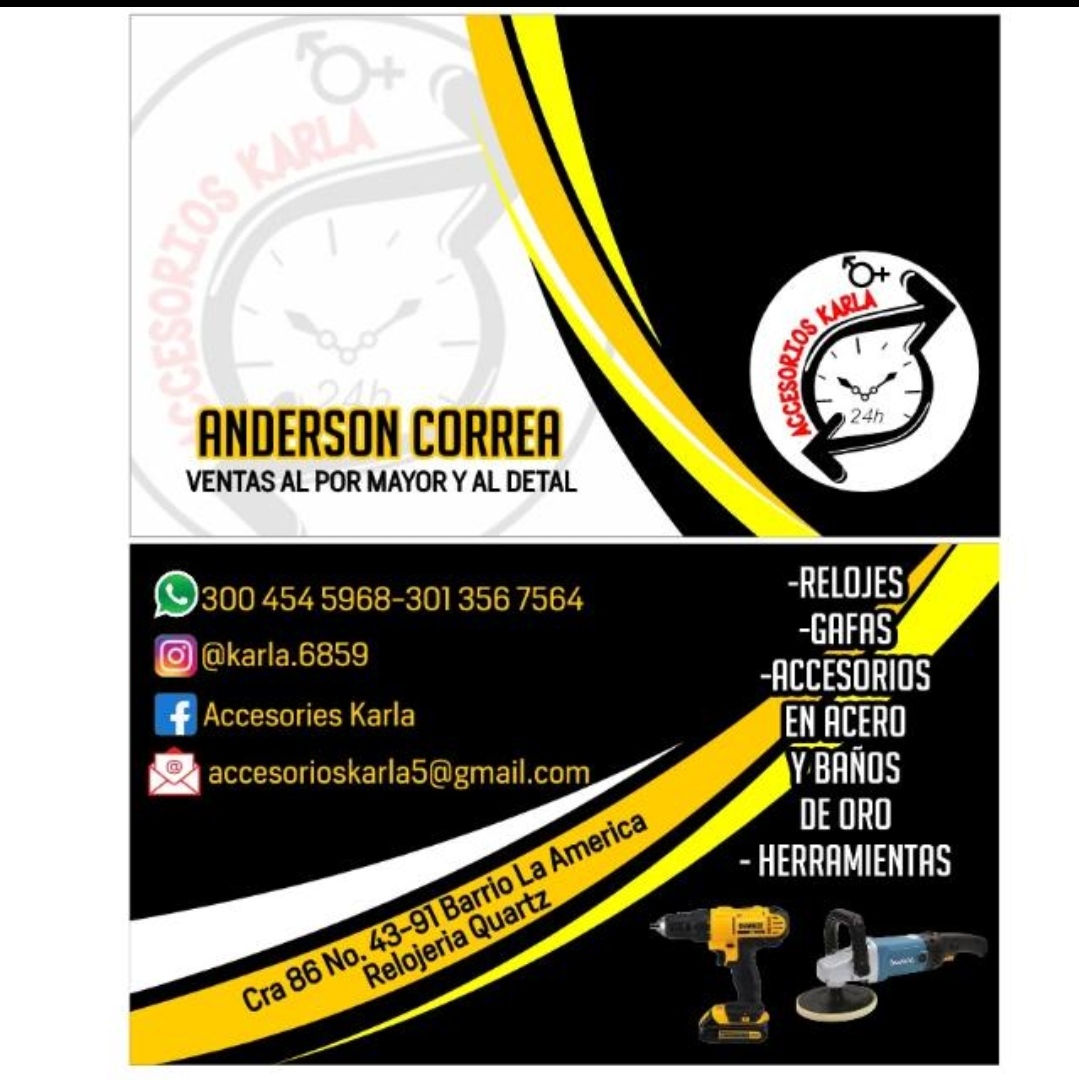 ACCESORIOS KARLA
24h
ANDERSON CORREA
VENTAS AL POR MAYOR Y AL DETAL
ACCESORIOS KARLA
24h
300 454 5968-301 356 7564
@karla.6859
Accesories Karla
@
accesorioskarla5@gmail.com
Cra 86 No. 43-91 Barrio La America
Relojeria Quartz
-RELOJES
-GAFAS
-ACCESORIOS
EN ACERO
Y BAÑOS
DE ORO
- HERRAMIENTAS
DEWALT